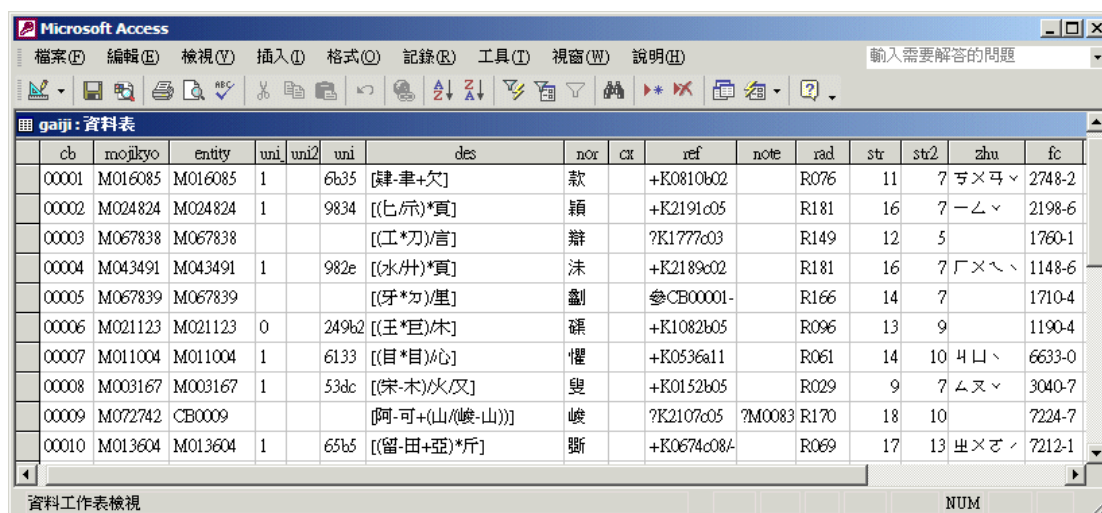 Microsoft Access
檔案(F) 編輯(E) 檢視(V) 插入(I) 格式(O) 記錄(R) 工具(T) 視窗(W) 說明(H) 輸入需要解答的問題
gaiji : 資料表
cb mojikyo entity uni_ uni2 uni des nor cx ref note rad str str2 zhu fc
00001 M016085 M016085 1 6b35 [肆-聿+欠] 款 +K0810b02 R076 11 7 ㄎㄨㄢˇ 2748-2
00002 M024824 M024824 1 9834 [(匕/示)*頁] 穎 +K2191c05 R181 16 7 ㄧㄥˇ 2198-6
00003 M067838 M067838 [(工*刀)/言] 辯 ?K1777c03 R149 12 5 1760-1
00004 M043491 M043491 1 982e [(水/廾)*頁] 沬 +K2189c02 R181 16 7 ㄏㄨㄟˋ 1148-6
00005 M067839 M067839 [(牙*ㄉ)/里] 劃 參CB00001- R166 14 7 1710-4
00006 M021123 M021123 0 249b2 [(王*巨)/木] 磲 +K1082b05 R096 13 9 1190-4
00007 M011004 M011004 1 6133 [(目*目)/心] 懼 +K0536a11 R061 14 10 ㄐㄩˋ 6633-0
00008 M003167 M003167 1 53dc [(宋-木)/火/又] 叟 +K0152b05 R029 9 7 ㄙㄡˇ 3040-7
00009 M072742 CB0009 [阿-可+(山/(峻-山))] 峻 ?K2107c05 ?M0083 R170 18 10 7224-7
00010 M013604 M013604 1 65b5 [(留-田+亞)*斤] 斲 +K0674c08/- R069 17 13 ㄓㄨㄛˊ 7212-1
資料工作表檢視 NUM